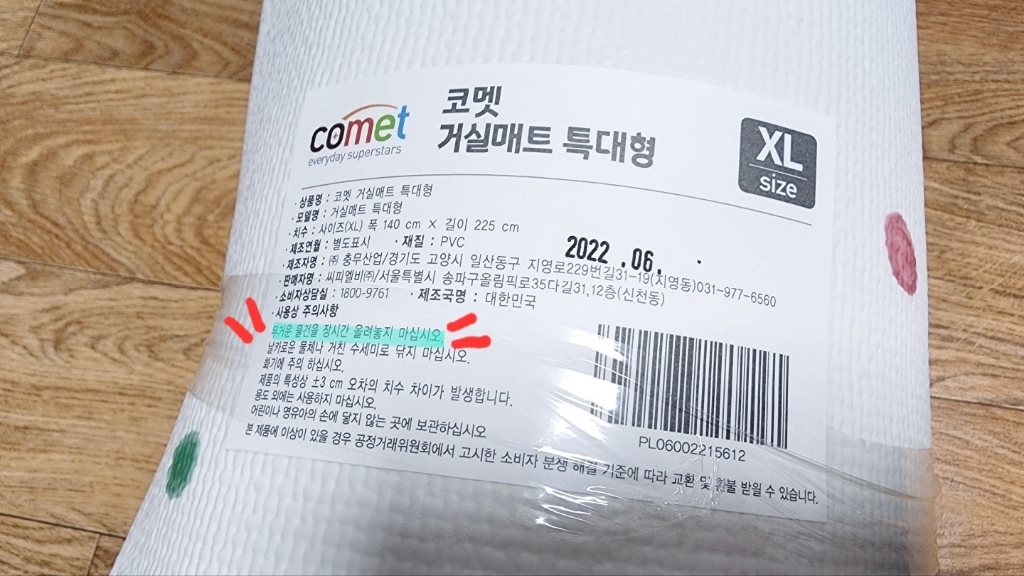 comet
everyday superstars
코멧
거실매트 특대형
XL
size
· 상품명 : 코멧 거실매트 특대형
· 모델명 : 거실매트 특대형
· 치수 : 사이즈(XL) 폭 140 cm X 길이 225 cm
· 제조연월 : 별도표시 · 재질 : PVC
2022 .06.
· 제조자명 : ㈜ 충무산업/경기도 고양시 일산동구 지영로229번길31-19(지영동)031-977-6560
· 판매자명 : 씨피엘비㈜/서울특별시 송파구올림픽로35다길31,12층(신천동)
· 소비자상담실 : 1800-9761 · 제조국명 : 대한민국
· 사용상 주의사항
무거운 물건을 장시간 올려놓지 마십시오.
날카로운 물체나 거친 수세미로 닦지 마십시오.
화기에 주의 하십시오.
제품의 특성상 ±3 cm 오차의 치수 차이가 발생합니다.
용도 외에는 사용하지 마십시오.
어린이나 영유아의 손에 닿지 않는 곳에 보관하십시오
본 제품에 이상이 있을 경우 공정거래위원회에서 고시한 소비자 분쟁 해결 기준에 따라 교환 및 환불 받을 수 있습니다.
PL06002215612